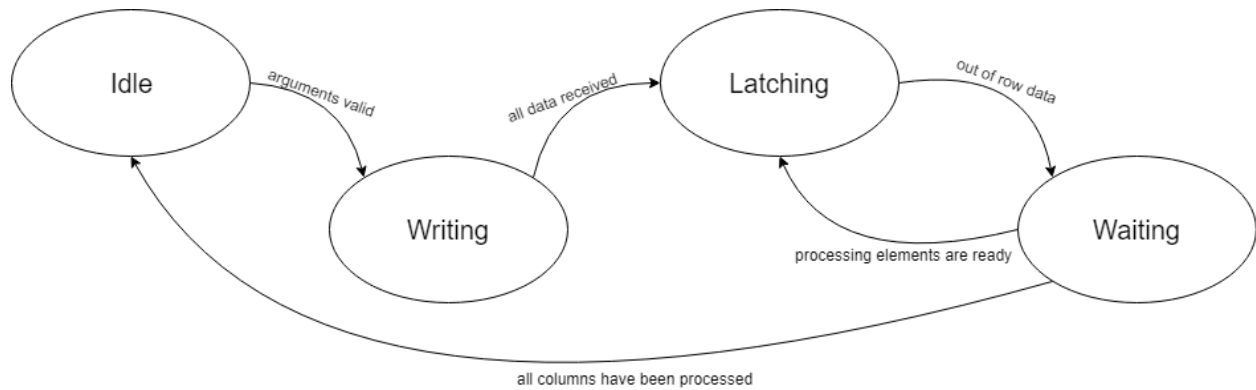 Idle
arguments valid
Writing
all data received
Latching
out of row data
Waiting
processing elements are ready
all columns have been processed